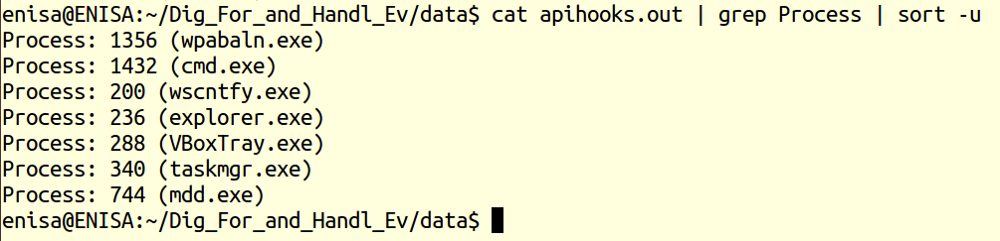 enisa@ENISA:~/Dig_For_and_Handl_Ev/data$ cat apihooks.out | grep Process | sort -u
Process: 1356 (wpabaln.exe)
Process: 1432 (cmd.exe)
Process: 200 (wscntfy.exe)
Process: 236 (explorer.exe)
Process: 288 (VBoxTray.exe)
Process: 340 (taskmgr.exe)
Process: 744 (mdd.exe)
enisa@ENISA:~/Dig_For_and_Handl_Ev/data$